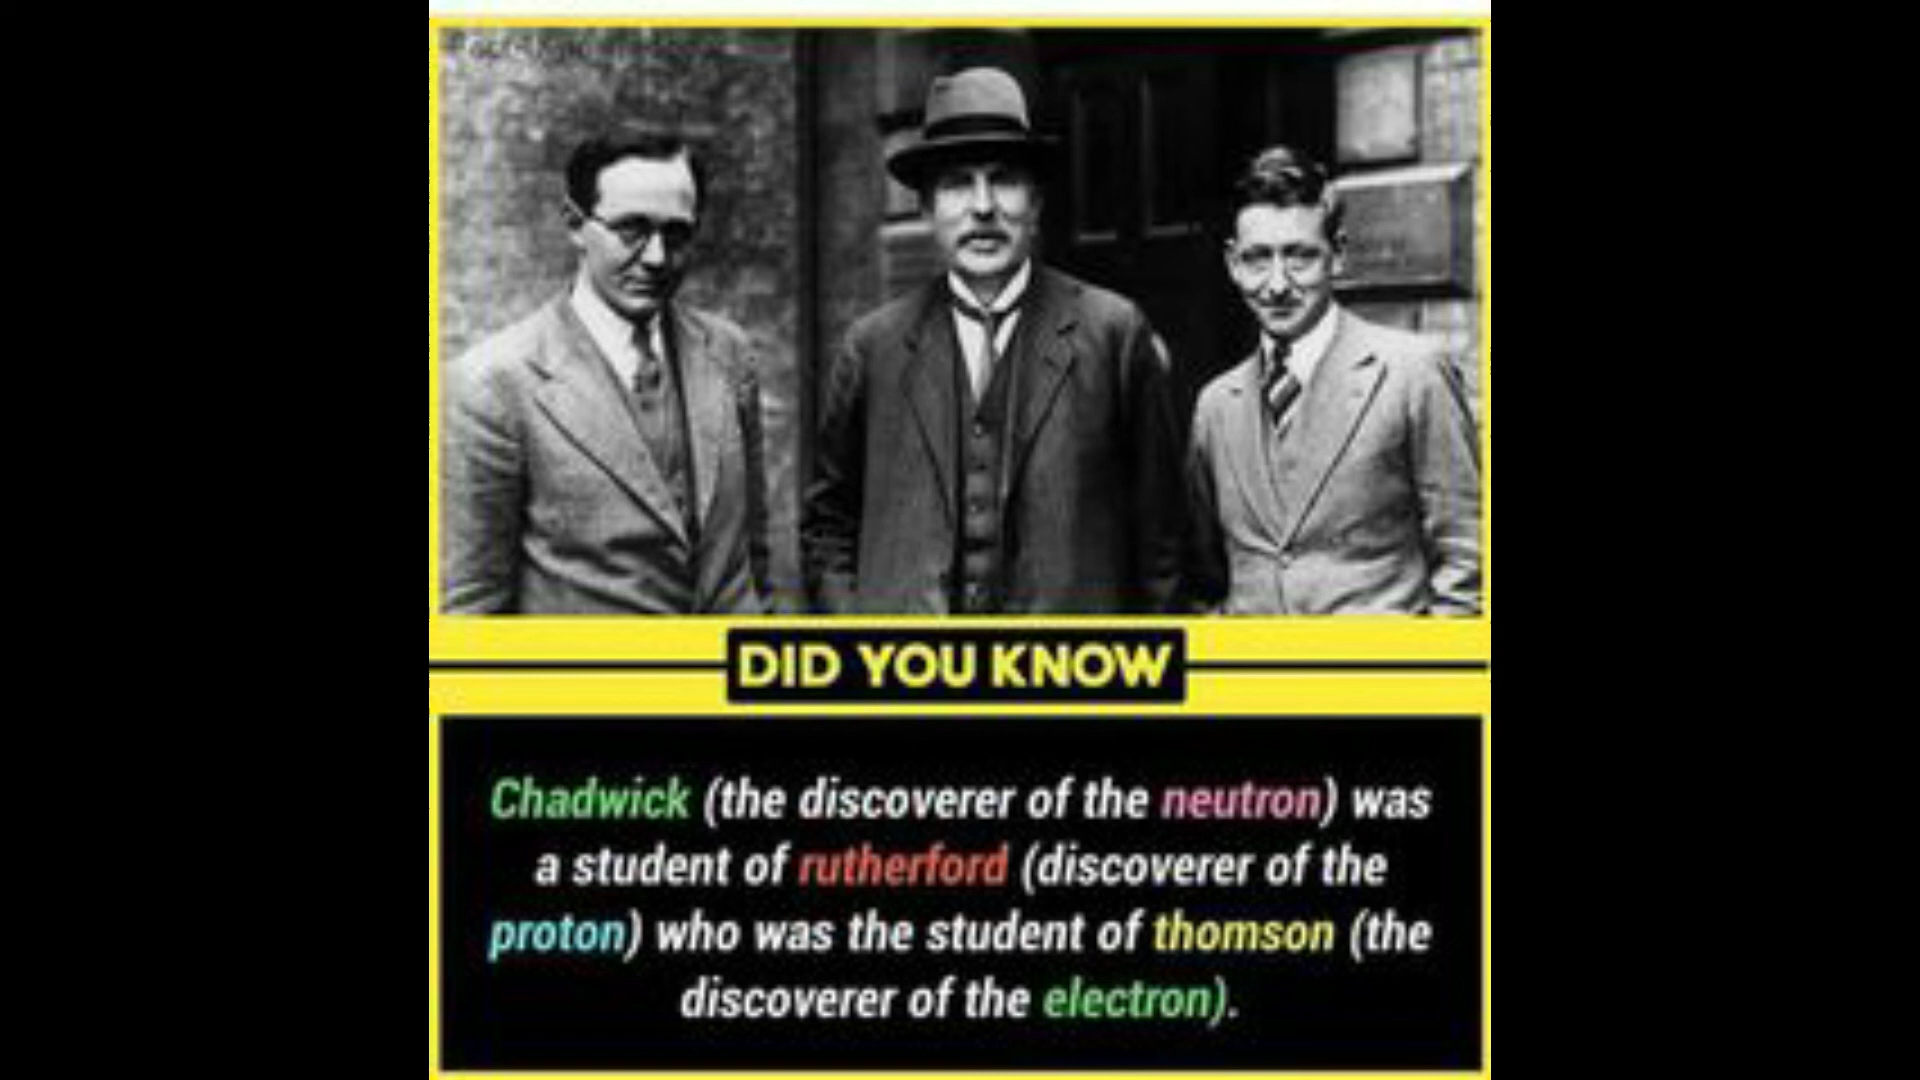 DID YOU KNOW
Chadwick (the discoverer of the neutron) was
a student of rutherford (discoverer of the
proton) who was the student of thomson (the
discoverer of the electron).